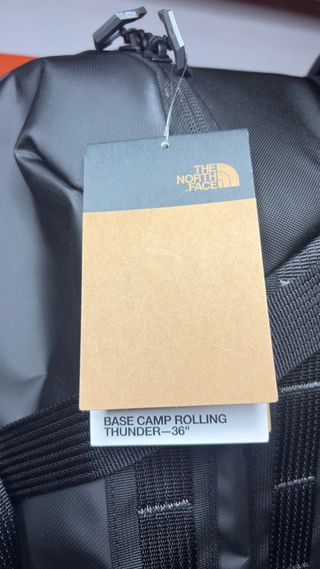 THE
NORTH
FACE
BASE CAMP ROLLING
THUNDER—36"